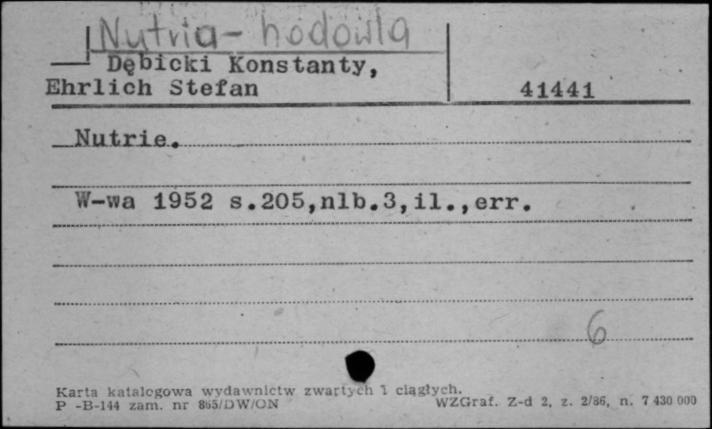 Nutria - hodowla
Dębicki Konstanty,
Ehrlich Stefan 41441
Nutrie.
W-wa 1952 s.205,nlb.3,il.,err.
6
Karta katalogowa wydawnictw zwartych i ciągłych.
P -B-144 zam. nr 865/DW/ON WZGraf. Z-d 2, z. 2/86, n. 7 430 000